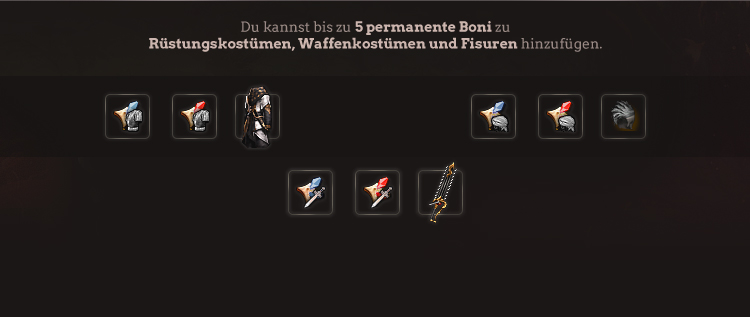 Du kannst bis zu 5 permanente Boni zu
Rüstungskostümen, Waffenkostümen und Fisuren hinzufügen.